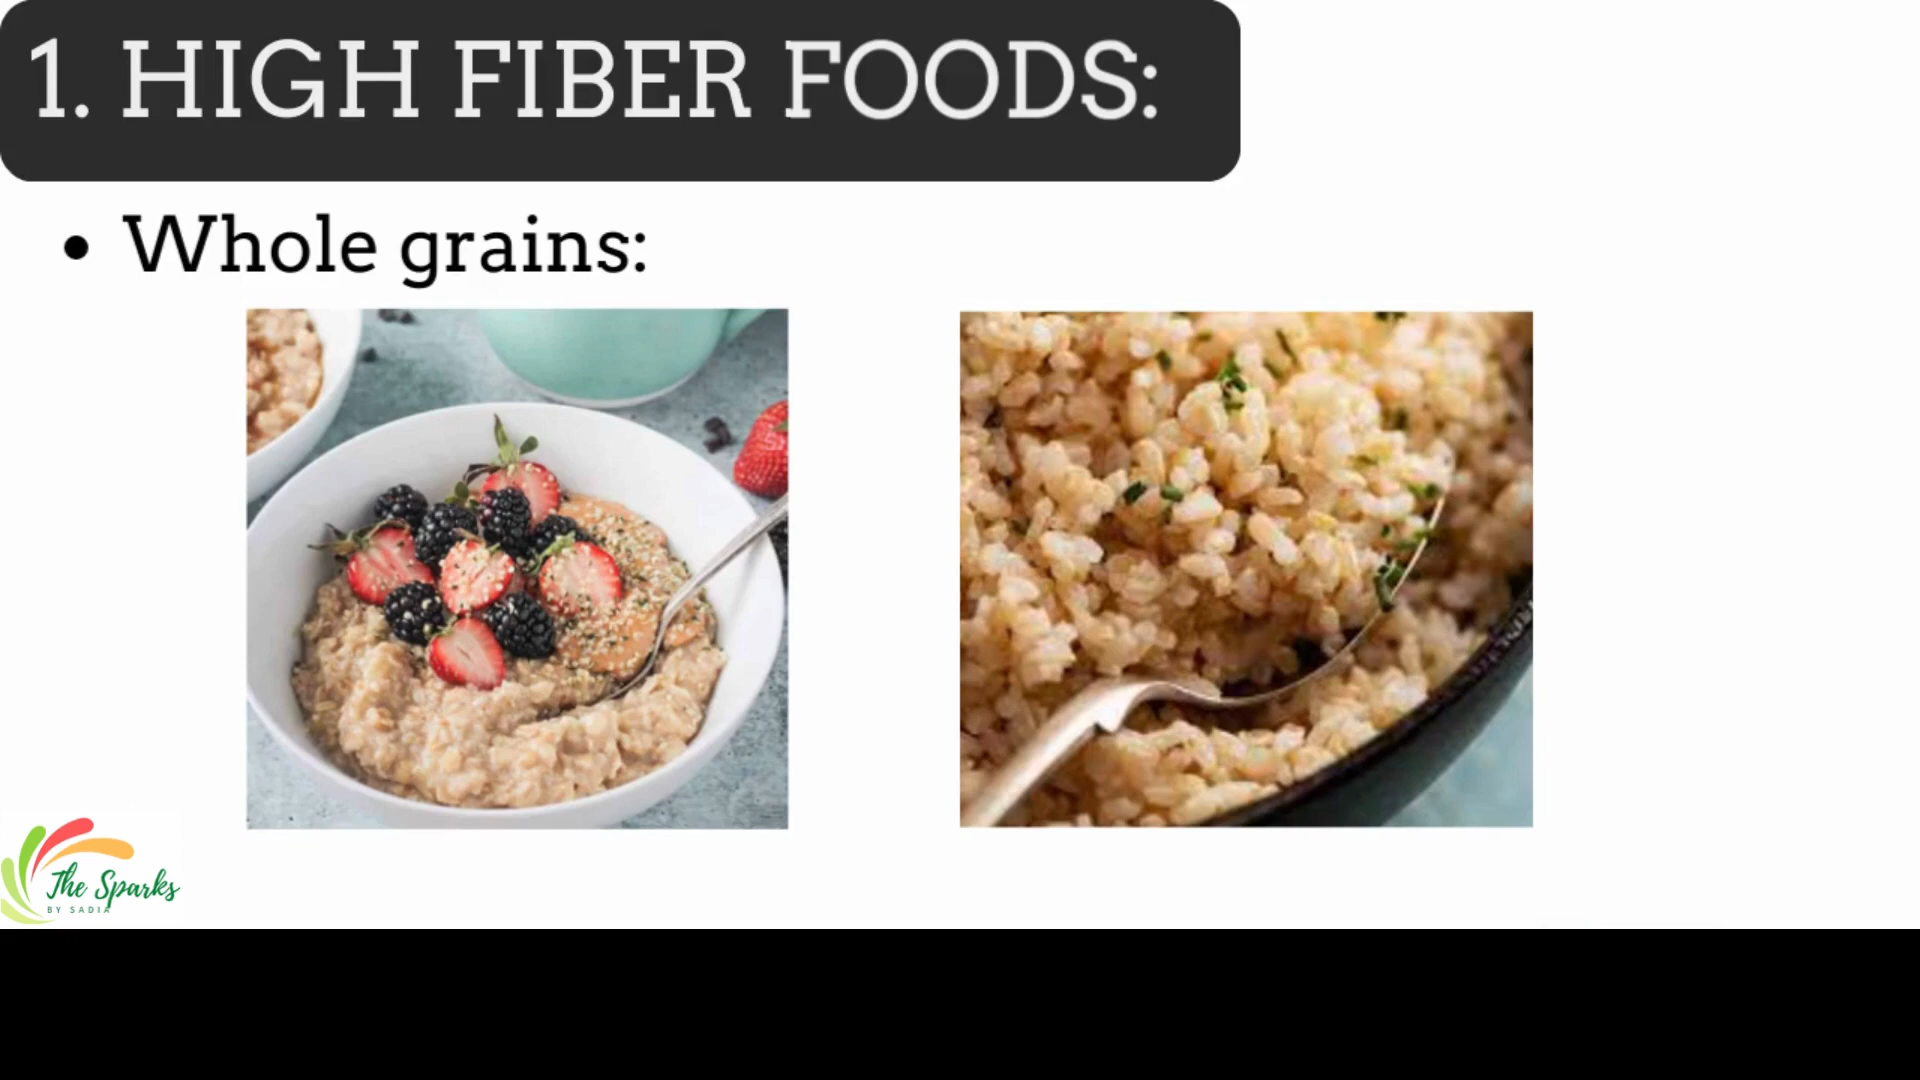 1. HIGH FIBER FOODS:
• Whole grains:
The Sparks
BY SADIA